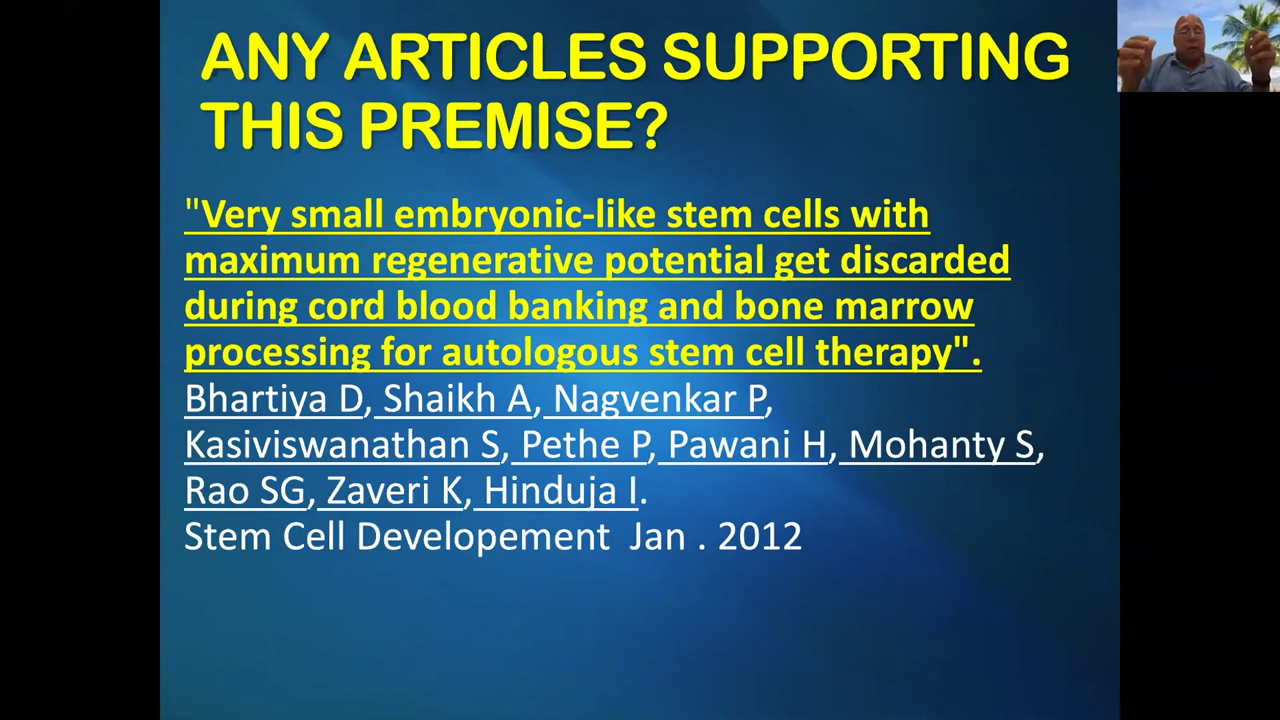 ANY ARTICLES SUPPORTING
THIS PREMISE?
"Very small embryonic-like stem cells with
maximum regenerative potential get discarded
during cord blood banking and bone marrow
processing for autologous stem cell therapy".
Bhartiya D, Shaikh A, Nagvenkar P,
Kasiviswanathan S, Pethe P, Pawani H, Mohanty S,
Rao SG, Zaveri K, Hinduja I.
Stem Cell Developement  Jan . 2012